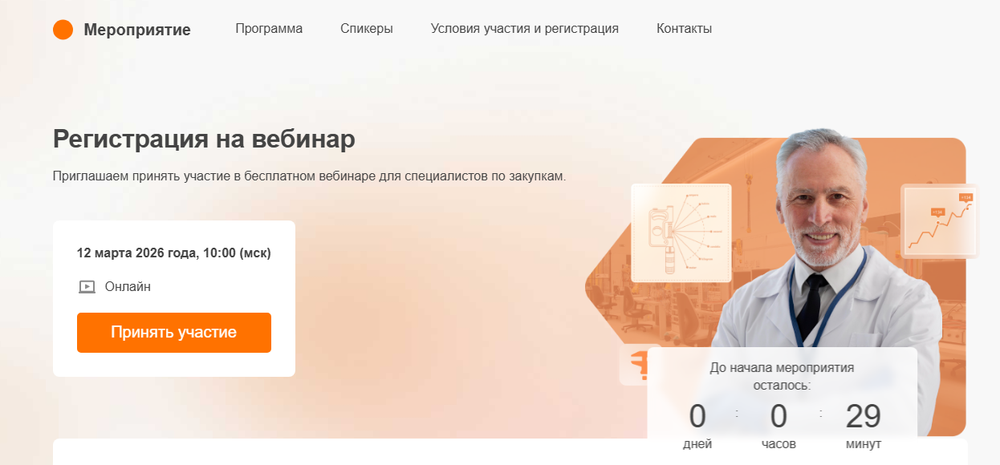 Мероприятие
Программа
Спикеры
Условия участия и регистрация
Контакты
Регистрация на вебинар
Приглашаем принять участие в бесплатном вебинаре для специалистов по закупкам.
12 марта 2026 года, 10:00 (мск)
Онлайн
Принять участие
До начала мероприятия
осталось:
0 : 0 : 29
дней часов минут